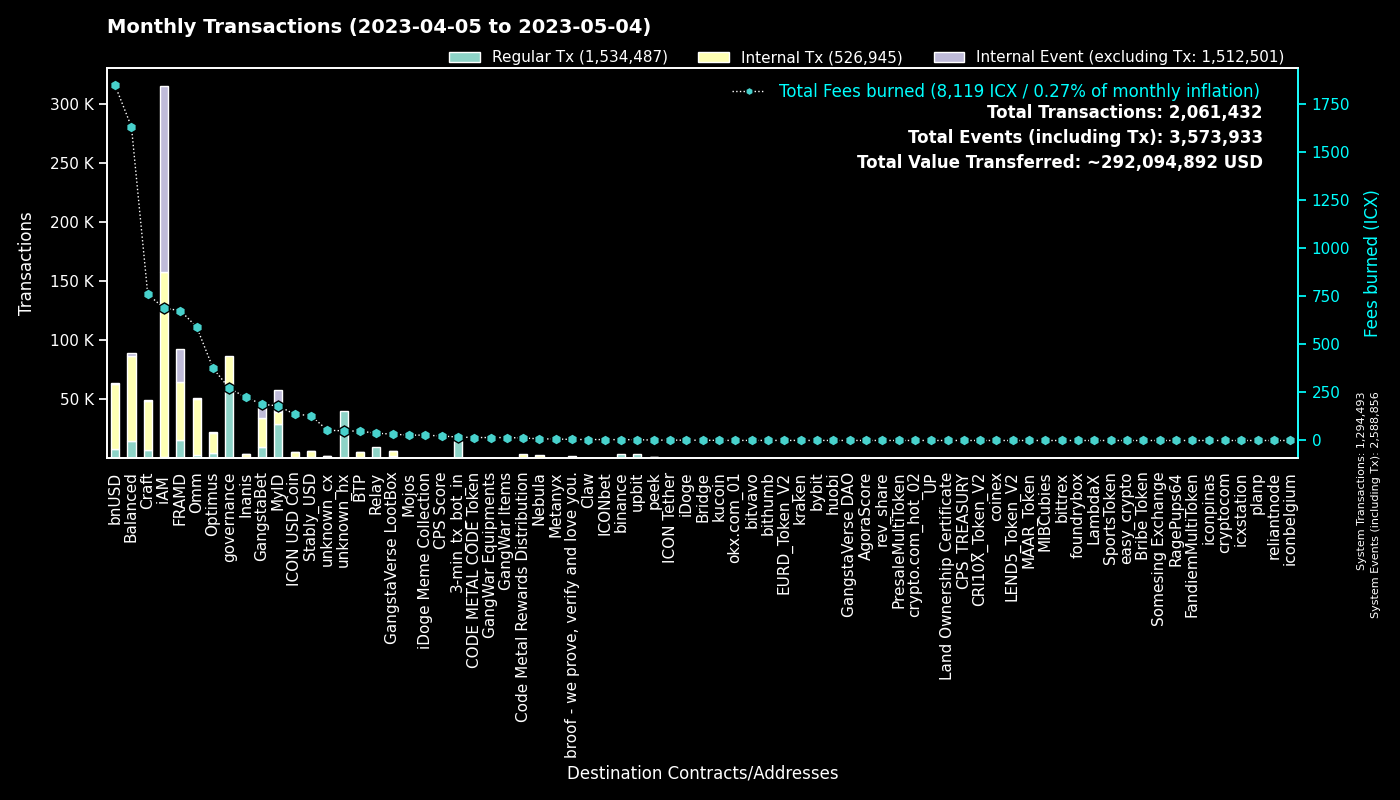 Monthly Transactions (2023-04-05 to 2023-05-04)
Regular Tx (1,534,487)
Internal Tx (526,945)
Internal Event (excluding Tx: 1,512,501)
Total Fees burned (8,119 ICX / 0.27% of monthly inflation)
Total Transactions: 2,061,432
Total Events (including Tx): 3,573,933
Total Value Transferred: ~292,094,892 USD
Transactions
300 K
250 K
200 K
150 K
100 K
50 K
1750
1500
1250
1000
750
500
250
0
Fees burned (ICX)
System Transactions: 1,294,493
System Events (including Tx): 2,588,856
bnUSD
Balanced
Craft
iAM
FRAMD
Omm
Optimus
governance
Inanis
GangstaBet
MyID
ICON USD Coin
Stably_USD
unknown_cx
unknown_hx
BTP
Relay
GangstaVerse LootBox
Mojos
iDoge Meme Collection
CPS Score
3-min_tx_bot_in
CODE METAL CODE Token
GangWar Equipments
GangWar Items
Code Metal Rewards Distribution
Nebula
Metanyx
broof - we prove, verify and love you.
Claw
ICONbet
binance
upbit
peek
ICON Tether
iDoge
Bridge
kucoin
okx.com_01
bitvavo
bithumb
EURD_Token_V2
kraken
bybit
huobi
GangstaVerse DAO
AgoraScore
rev_share
PresaleMultiToken
crypto.com_hot_02
UP
Land Ownership Certificate
CPS_TREASURY
CRI10X_Token_V2
coinex
LEND5_Token_V2
MAAR_Token
MIBCubies
bittrex
foundrybox
LambdaX
SportsToken
easy_crypto
Bribe Token
Somesing Exchange
RagePupos64
FandiemMultiToken
iconpinas
cryptocom
icxstation
planp
reliantnode
iconbelgium
Destination Contracts/Addresses